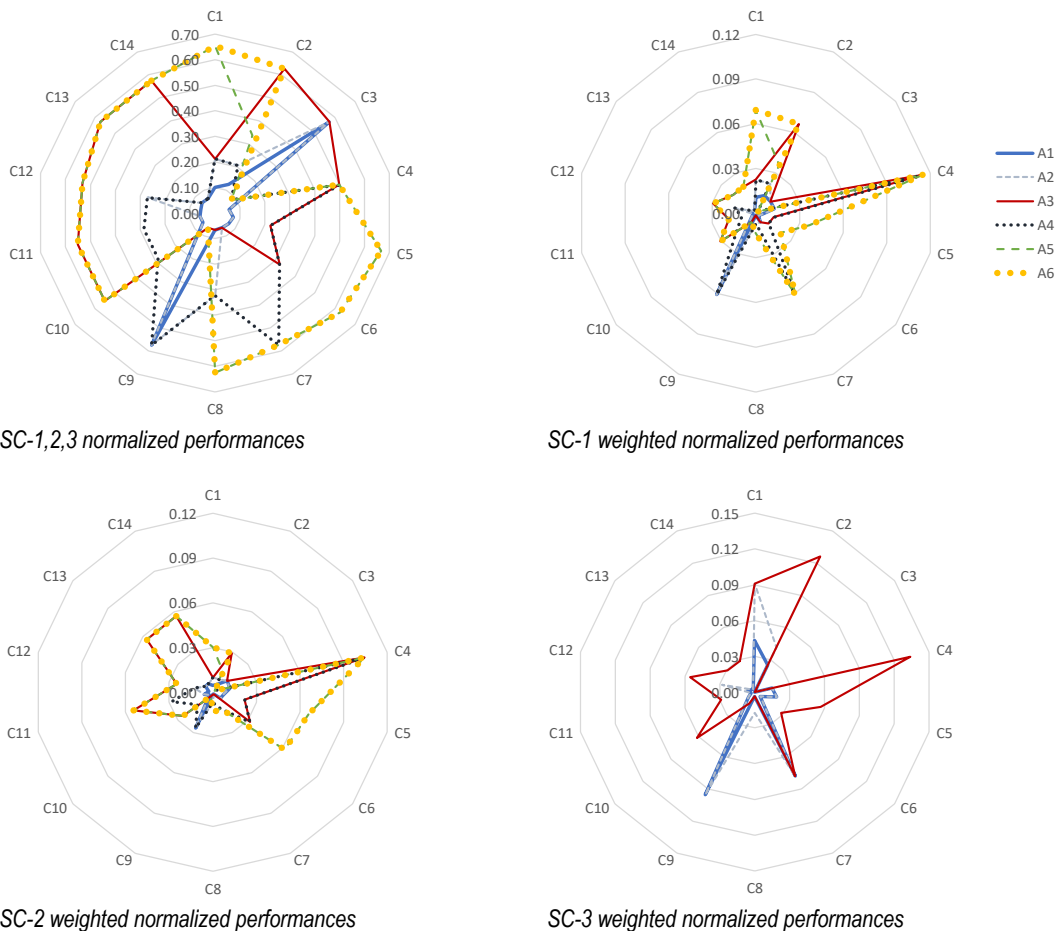 C1
C2
C3
C4
C5
C6
C7
C8
C9
C10
C11
C12
C13
C14
0.70
0.60
0.50
0.40
0.30
0.20
0.10
0.00
SC-1,2,3 normalized performances
C1
C2
C3
C4
C5
C6
C7
C8
C9
C10
C11
C12
C13
C14
0.12
0.09
0.06
0.03
0.00
SC-1 weighted normalized performances
A1
A2
A3
A4
A5
A6
C1
C2
C3
C4
C5
C6
C7
C8
C9
C10
C11
C12
C13
C14
0.12
0.09
0.06
0.03
0.00
SC-2 weighted normalized performances
C1
C2
C3
C4
C5
C6
C7
C8
C9
C10
C11
C12
C13
C14
0.15
0.12
0.09
0.06
0.03
0.00
SC-3 weighted normalized performances